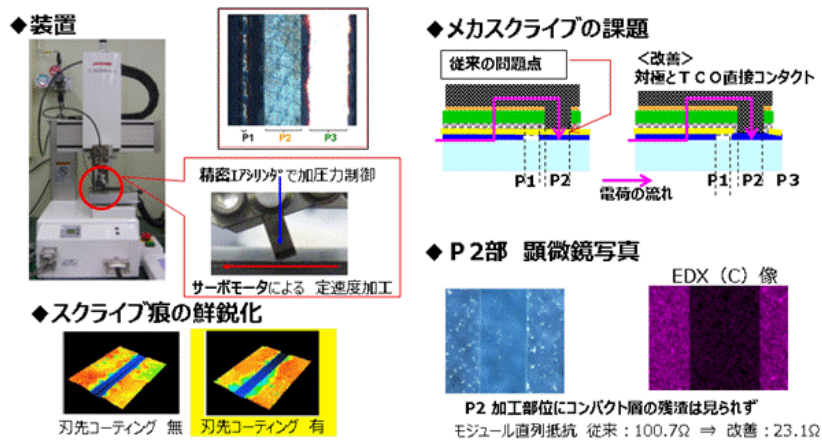 ◆装置
P1 P2 P3
精密ｴｱｼﾘﾝﾀﾞで加圧力制御
サーボモータによる 定速度加工
◆スクライブ痕の鮮鋭化
刃先コーティング 無
刃先コーティング 有
◆メカスクライブの課題
従来の問題点
＜改善＞
対極とＴＣＯ直接コンタクト
P1 P2
P1 P2 P3
電荷の流れ
◆Ｐ２部 顕微鏡写真
EDX（C）像
P2 加工部位にコンパクト層の残渣は見られず
モジュール直列抵抗 従来：100.7Ω ⇒ 改善：23.1Ω